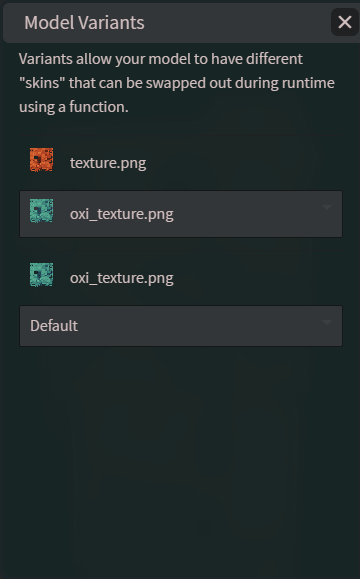 Model Variants
Variants allow your model to have different
"skins" that can be swapped out during runtime
using a function.
texture.png
oxi_texture.png
oxi_texture.png
Default